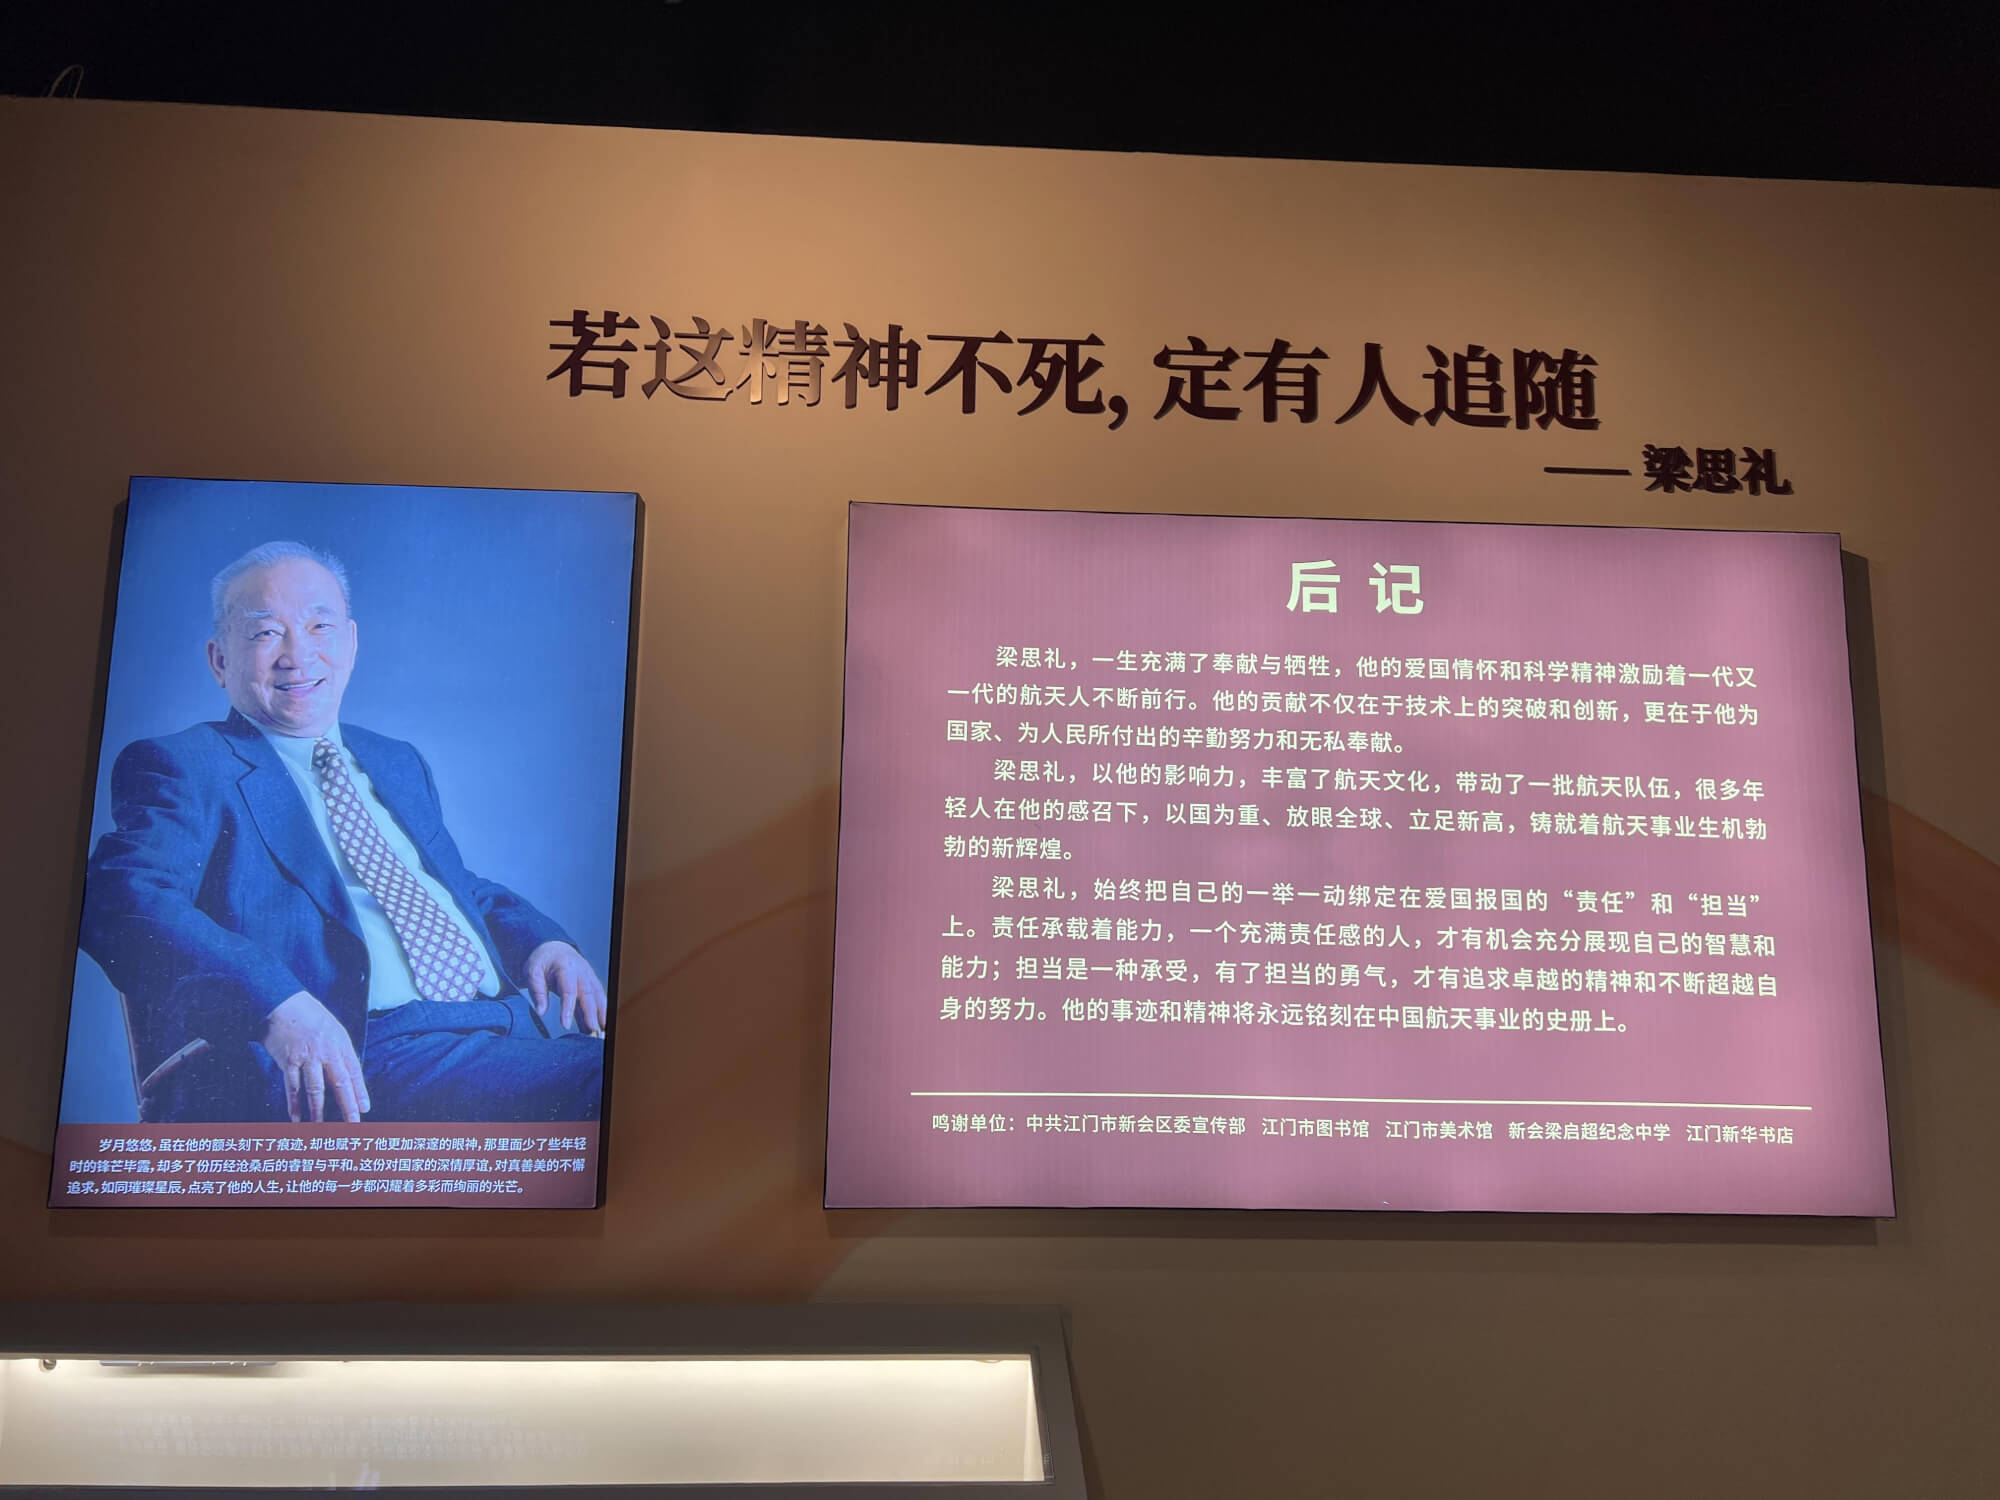 若这精神不死，定有人追随
——梁思礼
后记
梁思礼，一生充满了奉献与牺牲，他的爱国情怀和科学精神激励着一代又
一代的航天人不断前行。他的贡献不仅在于技术上的突破和创新，更在于他为
国家、为人民所付出的辛勤努力和无私奉献。
梁思礼，以他的影响力，丰富了航天文化，带动了一批航天队伍，很多年
轻人在他的感召下，以国为重、放眼全球、立足新高，铸就着航天事业生机勃
勃的新辉煌。
梁思礼，始终把自己的一举一动绑定在爱国报国的“责任”和“担当”
上。责任承载着能力，一个充满责任感的人，才有机会充分展现自己的智慧和
能力；担当是一种承受，有了担当的勇气，才有追求卓越的精神和不断超越自
身的努力。他的事迹和精神将永远铭刻在中国航天事业的史册上。
鸣谢单位：中共江门市新会区委宣传部 江门市图书馆 江门市美术馆 新会梁启超纪念中学 江门新华书店
岁月悠悠，虽在他的额头刻下了痕迹，却也赋予了他更加深邃的眼神，那里面少了些年轻
时的锋芒毕露，却多了份历经沧桑后的睿智与平和。这份对国家的深情厚谊，对真善美的不懈
追求，如同璀璨星辰，点亮了他的人生，让他的每一步都闪耀着多彩而绚丽的光芒。